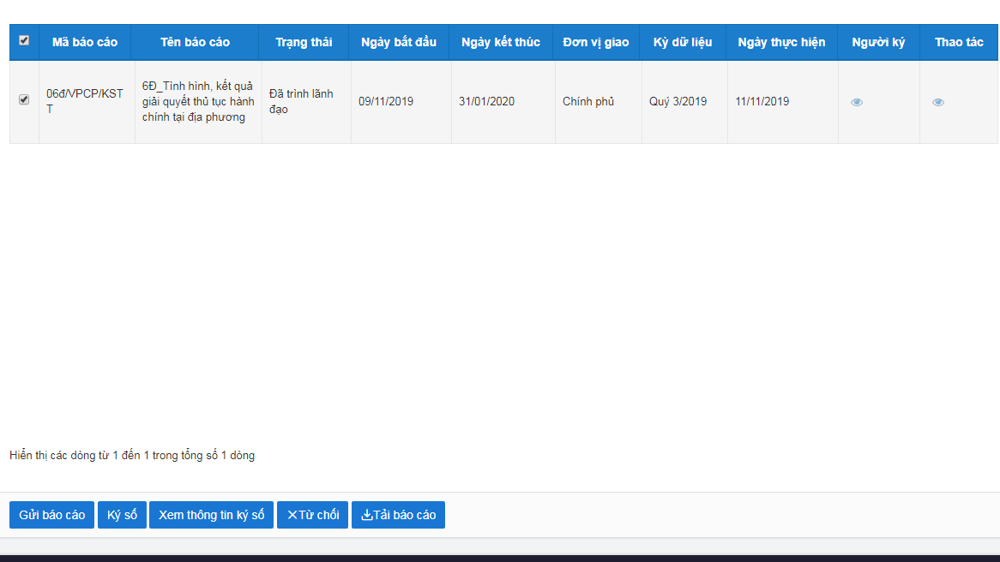 Mã báo cáo Tên báo cáo Trạng thái Ngày bắt đầu Ngày kết thúc Đơn vị giao Kỳ dữ liệu Ngày thực hiện Người ký Thao tác
06đ/VPCP/KST
T
6Đ_Tình hình, kết quả
giải quyết thủ tục hành
chính tại địa phương
Đã trình lãnh
đạo
09/11/2019
31/01/2020
Chính phủ
Quý 3/2019
11/11/2019
Hiển thị các dòng từ 1 đến 1 trong tổng số 1 dòng
Gửi báo cáo Ký số Xem thông tin ký số Từ chối Tải báo cáo